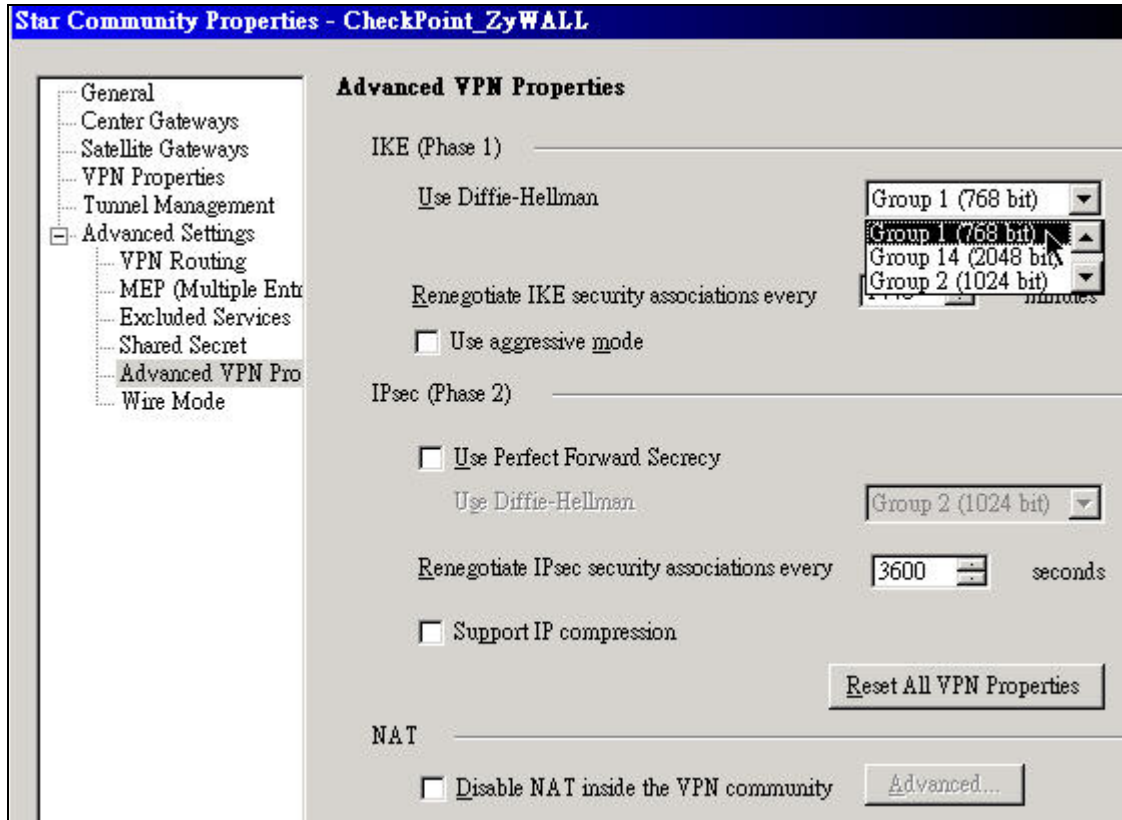 Star Community Properties - CheckPoint_ZyWALL
General
Center Gateways
Satellite Gateways
VPN Properties
Tunnel Management
Advanced Settings
VPN Routing
MEP (Multiple Entr
Excluded Services
Shared Secret
Advanced VPN Pro
Wire Mode
Advanced VPN Properties
IKE (Phase 1)
Use Diffie-Hellman
Group 1 (768 bit)
Group 1 (768 bit)
Group 14 (2048 bit)
Group 2 (1024 bit)
Renegotiate IKE security associations every minutes
Use aggressive mode
IPsec (Phase 2)
Use Perfect Forward Secrecy
Use Diffie-Hellman Group 2 (1024 bit)
Renegotiate IPsec security associations every 3600 seconds
Support IP compression
Reset All VPN Properties
NAT
Disable NAT inside the VPN community Advanced...